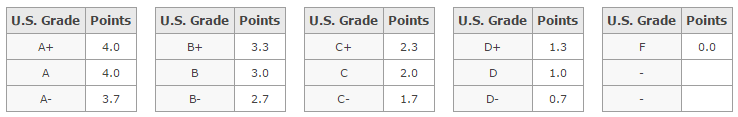 U.S. Grade Points U.S. Grade Points U.S. Grade Points U.S. Grade Points U.S. Grade Points
A+ 4.0 B+ 3.3 C+ 2.3 D+ 1.3 F 0.0
A 4.0 B 3.0 C 2.0 D 1.0 -
A- 3.7 B- 2.7 C- 1.7 D- 0.7 -